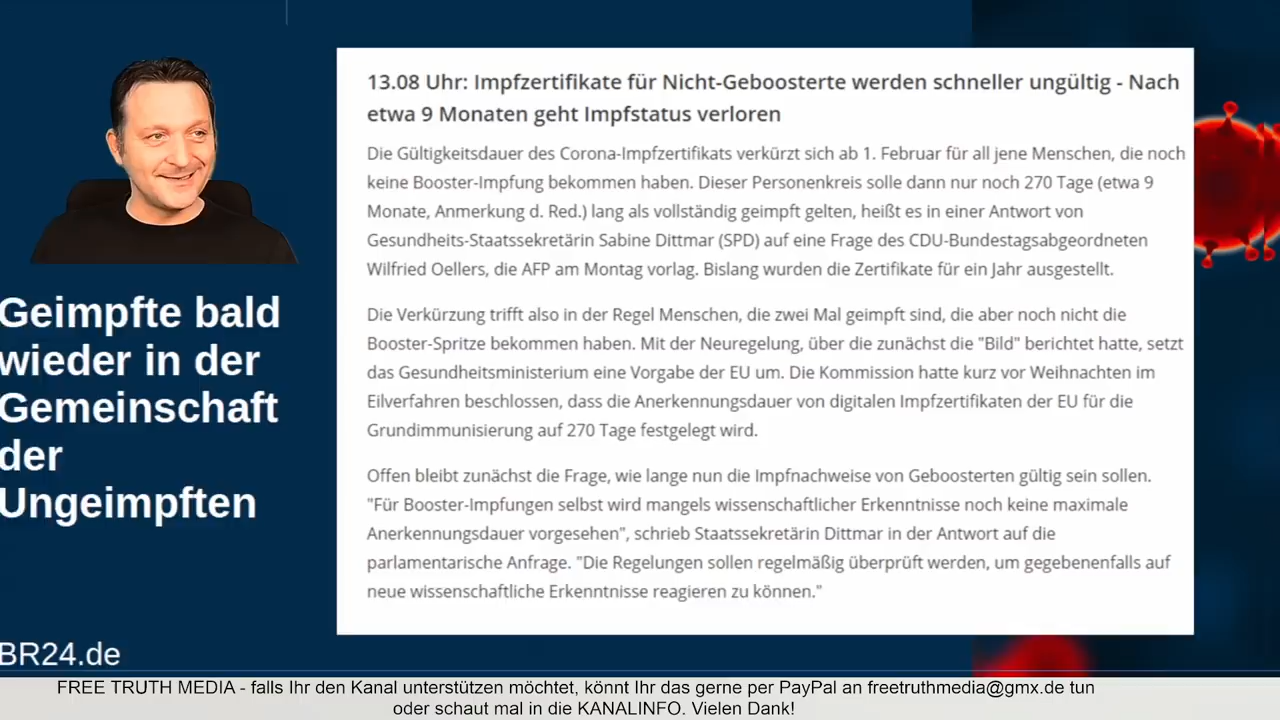 13.08 Uhr: Impfzertifikate für Nicht-Geboosterte werden schneller ungültig - Nach
etwa 9 Monaten geht Impfstatus verloren
Die Gültigkeitsdauer des Corona-Impfzertifikats verkürzt sich ab 1. Februar für all jene Menschen, die noch
keine Booster-Impfung bekommen haben. Dieser Personenkreis solle dann nur noch 270 Tage (etwa 9
Monate, Anmerkung d. Red.) lang als vollständig geimpft gelten, heißt es in einer Antwort von
Gesundheits-Staatssekretärin Sabine Dittmar (SPD) auf eine Frage des CDU-Bundestagsabgeordneten
Wilfried Oellers, die AFP am Montag vorlag. Bislang wurden die Zertifikate für ein Jahr ausgestellt.
Die Verkürzung trifft also in der Regel Menschen, die zwei Mal geimpft sind, die aber noch nicht die
Booster-Spritze bekommen haben. Mit der Neuregelung, über die zunächst die "Bild" berichtet hatte, setzt
das Gesundheitsministerium eine Vorgabe der EU um. Die Kommission hatte kurz vor Weihnachten im
Eilverfahren beschlossen, dass die Anerkennungsdauer von digitalen Impfzertifikaten der EU für die
Grundimmunisierung auf 270 Tage festgelegt wird.
Offen bleibt zunächst die Frage, wie lange nun die Impfnachweise von Geboosterten gültig sein sollen.
"Für Booster-Impfungen selbst wird mangels wissenschaftlicher Erkenntnisse noch keine maximale
Anerkennungsdauer vorgesehen", schrieb Staatssekretärin Dittmar in der Antwort auf die
parlamentarische Anfrage. "Die Regelungen sollen regelmäßig überprüft werden, um gegebenenfalls auf
neue wissenschaftliche Erkenntnisse reagieren zu können."
Geimpfte bald
wieder in der
Gemeinschaft
der
Ungeimpften
BR24.de
FREE TRUTH MEDIA - falls Ihr den Kanal unterstützen möchtet, könnt Ihr das gerne per PayPal an freetruthmedia@gmx.de tun
oder schaut mal in die KANALINFO. Vielen Dank!